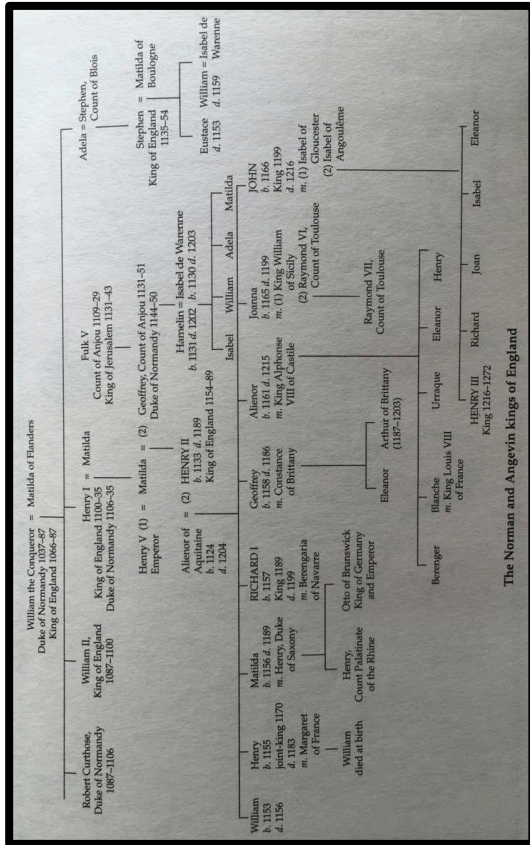 William the Conqueror = Matilda of Flanders
Duke of Normandy 1037–87
King of England 1066–87
Robert Curthose,
Duke of Normandy
1087–1106
William II,
King of England
1087–1100
Henry I = Matilda
King of England 1100–35
Duke of Normandy 1106–35
Fulk V
Count of Anjou 1109–29
King of Jerusalem 1131–43
Adela = Stephen,
Count of Blois
Henry V (1) = Matilda = (2) Geoffrey, Count of Anjou 1131–51
Emperor
Duke of Normandy 1144–50
Stephen = Matilda of
King of England Boulogne
1135–54
Alienor of = (2) HENRY II
Aquitaine b. 1133 d. 1189
b. 1124 King of England 1154–89
d. 1204
Hamelin = Isabel de Warenne
b. 1131 d. 1202 b. 1130 d. 1203
Eustace William = Isabel de
d. 1153 d. 1159 Warenne
Isabel William Adela Matilda
William
b. 1153
d. 1156
Henry
b. 1155
joint-king 1170
d. 1183
m. Margaret
of France
Matilda
b. 1156 d. 1189
m. Henry, Duke
of Saxony
RICHARD I
b. 1157
King 1189
d. 1199
m. Berengaria
of Navarre
Geoffrey
b. 1158 d. 1186
m. Constance
of Brittany
Alienor
b. 1161 d. 1215
m. King Alphonse
VIII of Castile
Joanna
b. 1165 d. 1199
m. (1) King William
of Sicily
(2) Raymond VI,
Count of Toulouse
JOHN
b. 1166
King 1199
d. 1216
m. (1) Isabel of
Gloucester
(2) Isabel of
Angoulême
William
died at birth
Henry,
Count Palatinate
of the Rhine
Otto of Brunswick
King of Germany
and Emperor
Eleanor Arthur of Brittany
(1187–1203)
Raymond VII,
Count of Toulouse
Berenger Blanche Urraque Eleanor Henry
m. King Louis VIII
of France
HENRY III Richard Joan Isabel Eleanor
King 1216–1272
The Norman and Angevin kings of England